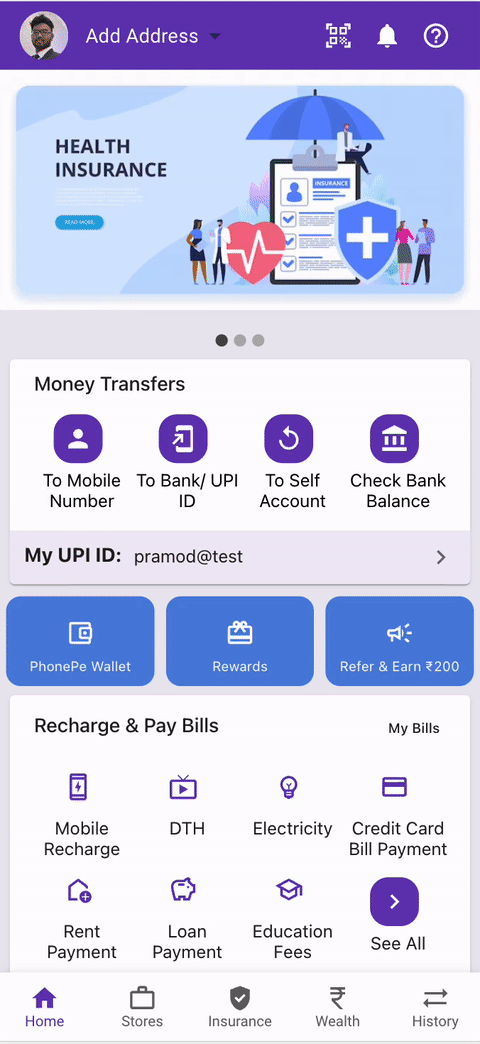 Add Address
HEALTH
INSURANCE
READ MORE
INSURANCE
Money Transfers
To Mobile
Number
To Bank/ UPI
ID
To Self
Account
Check Bank
Balance
My UPI ID: pramod@test
PhonePe Wallet
Rewards
Refer & Earn ₹200
Recharge & Pay Bills
My Bills
Mobile
Recharge
DTH
Electricity
Credit Card
Bill Payment
Rent
Payment
Loan
Payment
Education
Fees
See All
Home
Stores
Insurance
Wealth
History